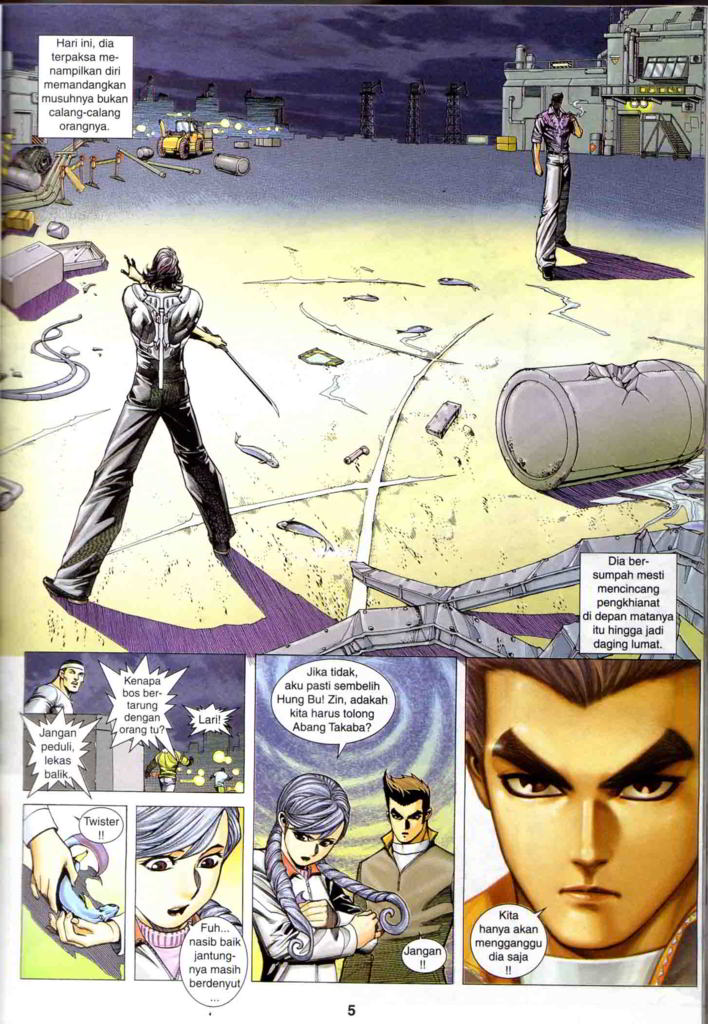 Hari ini, dia
terpaksa me-
nampilkan diri
memandangkan
musuhnya bukan
calang-calang
orangnya.
Dia ber-
sumpah mesti
mencincang
pengkhianat
di depan matanya
itu hingga jadi
daging lumat.
Kenapa
bos ber-
tarung
dengan
orang tu?
Lari!
Jangan
peduli,
lekas
balik.
Twister
!!
Fuh...
nasib baik
jantung-
nya masih
berdenyut
...
Jika tidak,
aku pasti sembelih
Hung Bu! Zin, adakah
kita harus tolong
Abang Takaba?
Jangan
!!
Kita
hanya akan
mengganggu
dia saja
!!
5